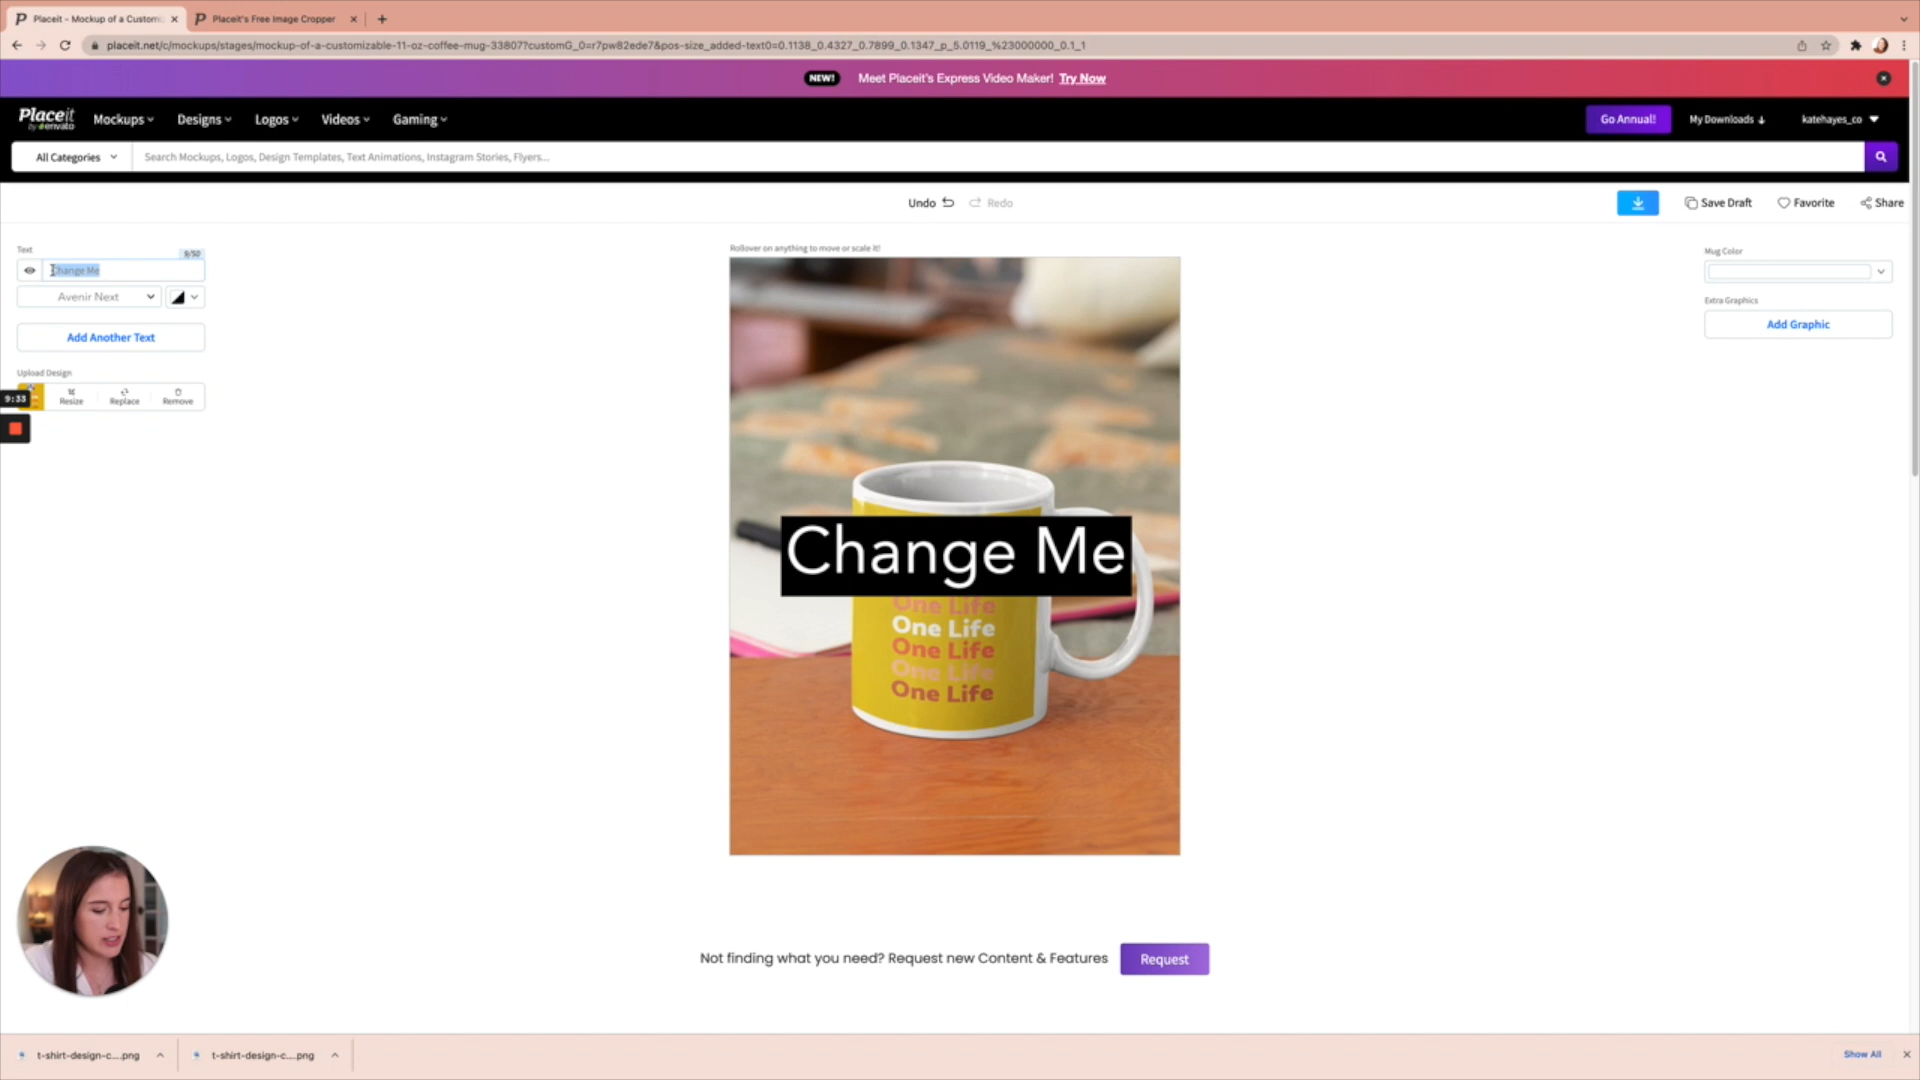 Placeit - Mockup of a Custom
Placeit's Free Image Cropper
placeit.net/c/mockups/stages/mockup-of-a-customizable-11-oz-coffee-mug-33807?customG_0=r7pw82ede7&pos-size_added-text0=0.1138_0.4327_0.7899_0.1347_p_5.0119_%23000000_0.1_1
NEW! Meet Placeit's Express Video Maker! Try Now
Placeit
by envato
Mockups Designs Logos Videos Gaming
Go Annual! My Downloads katehayes_co
All Categories Search Mockups, Logos, Design Templates, Text Animations, Instagram Stories, Flyers...
Undo Redo
Save Draft Favorite Share
Text
9/50
Change Me
Avenir Next
Add Another Text
Upload Design
Resize Replace Remove
9:33
Rollover on anything to move or scale it!
Change Me
One Life
One Life
One Life
One Life
One Life
Mug Color
Extra Graphics
Add Graphic
Not finding what you need? Request new Content & Features Request
t-shirt-design-c....png
t-shirt-design-c....png
Show All